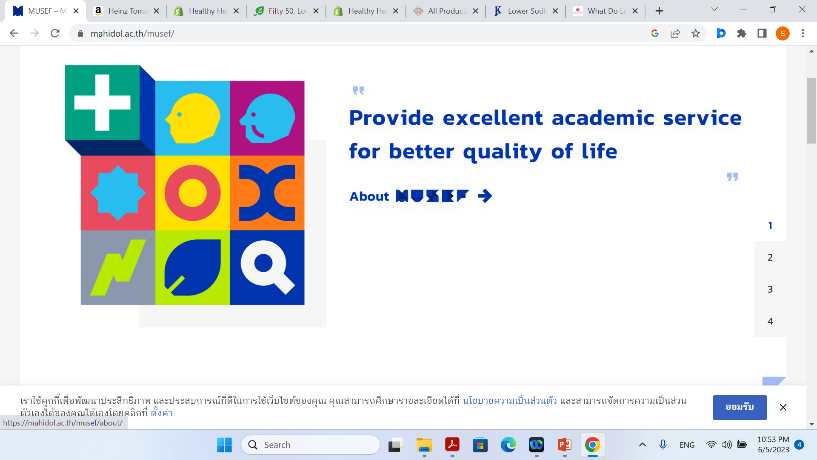 MUSEF – M
Heinz Toma
Healthy He
Fifty 50, Lo
Healthy He
All Product
Lower Sodi
What Do L
mahidol.ac.th/musef/
S
"
Provide excellent academic service
for better quality of life
"
About MUSEF
1
2
3
4
เราใช้คุกกี้เพื่อพัฒนาประสิทธิภาพ และประสบการณ์ที่ดีในการใช้เว็บไซต์ของคุณ คุณสามารถศึกษารายละเอียดได้ที่ นโยบายความเป็นส่วนตัว และสามารถจัดการความเป็นส่วน
ตัวเองได้ของคุณได้เองโดยคลิกที่ ตั้งค่า
ยอมรับ
https://mahidol.ac.th/musef/about/
Search
ENG
10:53 PM
6/5/2023
4